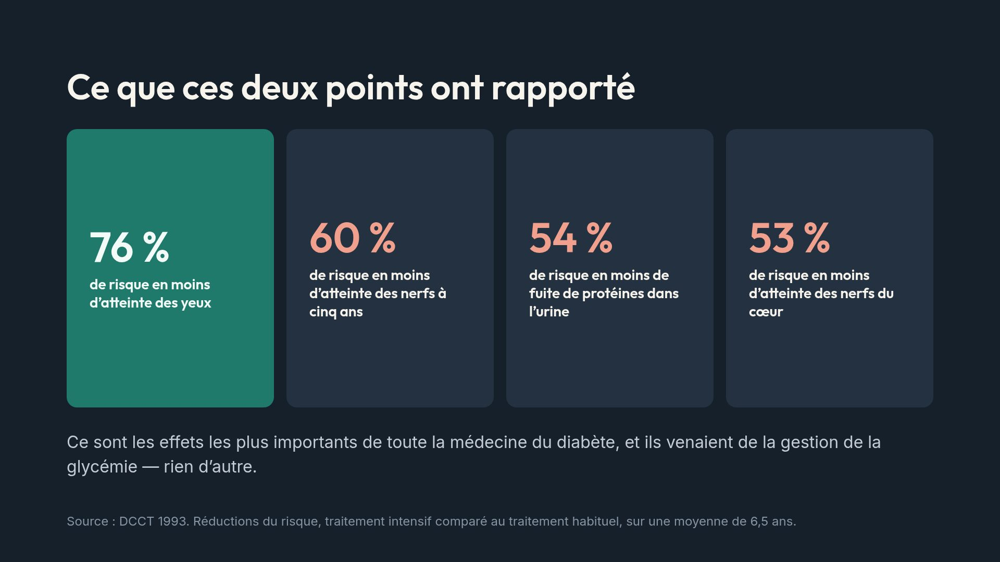 Ce que ces deux points ont rapporté
76 %
de risque en moins
d’atteinte des yeux
60 %
de risque en moins
d’atteinte des nerfs à
cinq ans
54 %
de risque en moins de
fuite de protéines dans
l’urine
53 %
de risque en moins
d’atteinte des nerfs du
cœur
Ce sont les effets les plus importants de toute la médecine du diabète, et ils venaient de la gestion de la
glycémie — rien d’autre.
Source : DCCT 1993. Réductions du risque, traitement intensif comparé au traitement habituel, sur une moyenne de 6,5 ans.